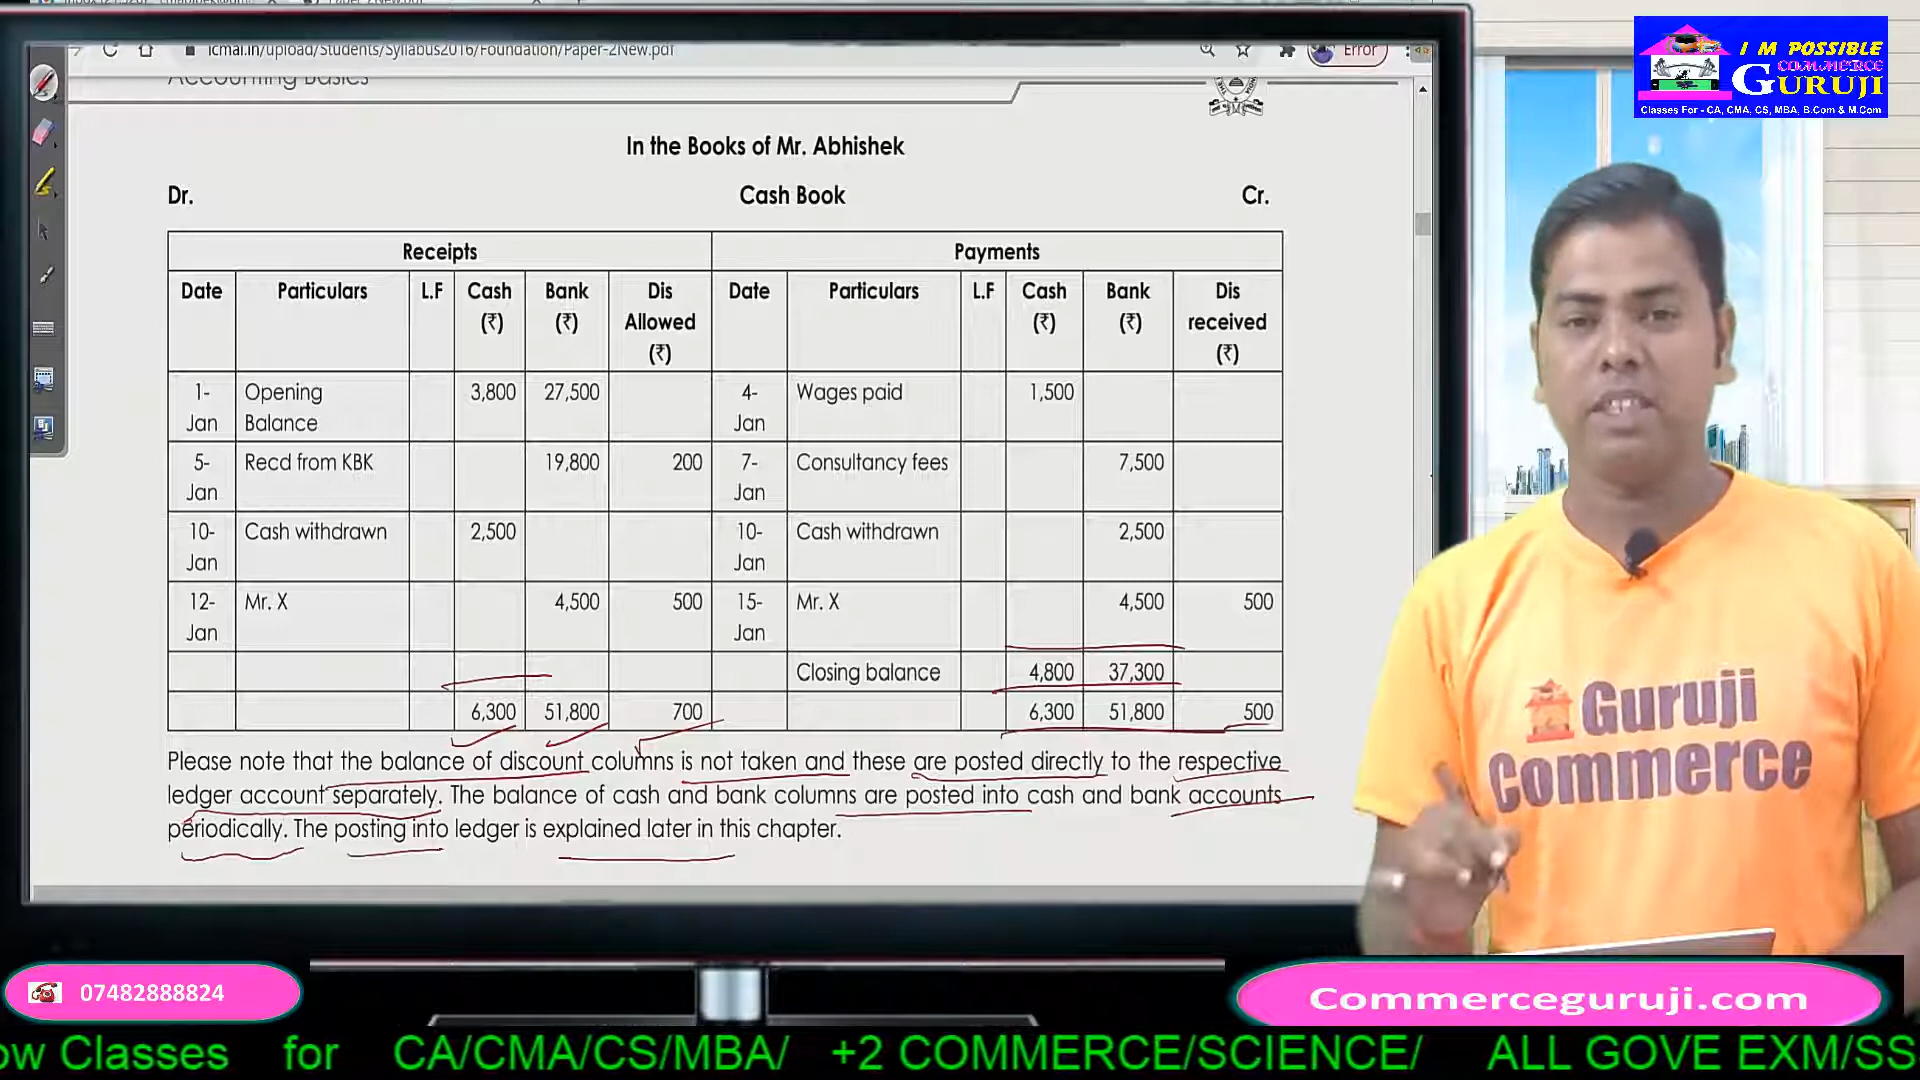 icmai.in/upload/Students/Syllabus2016/Foundation/Paper-2New.pdf
Error
I M POSSIBLE
COMMERCE
GURUJI
Classes For - CA, CMA, CS, MBA, B.Com & M.Com
Accounting Basics
In the Books of Mr. Abhishek
Dr. Cash Book Cr.
Receipts Payments
Date Particulars L.F Cash (₹) Bank (₹) Dis Allowed (₹) Date Particulars L.F Cash (₹) Bank (₹) Dis received (₹)
1-Jan Opening Balance 3,800 27,500 4-Jan Wages paid 1,500
5-Jan Recd from KBK 19,800 200 7-Jan Consultancy fees 7,500
10-Jan Cash withdrawn 2,500 10-Jan Cash withdrawn 2,500
12-Jan Mr. X 4,500 500 15-Jan Mr. X 4,500 500
Closing balance 4,800 37,300
6,300 51,800 700 6,300 51,800 500
Please note that the balance of discount columns is not taken and these are posted directly to the respective
ledger account separately. The balance of cash and bank columns are posted into cash and bank accounts
periodically. The posting into ledger is explained later in this chapter.
Guruji
Commerce
07482888824
Commerceguruji.com
ow Classes for CA/CMA/CS/MBA/ +2 COMMERCE/SCIENCE/ ALL GOVE EXM/SS